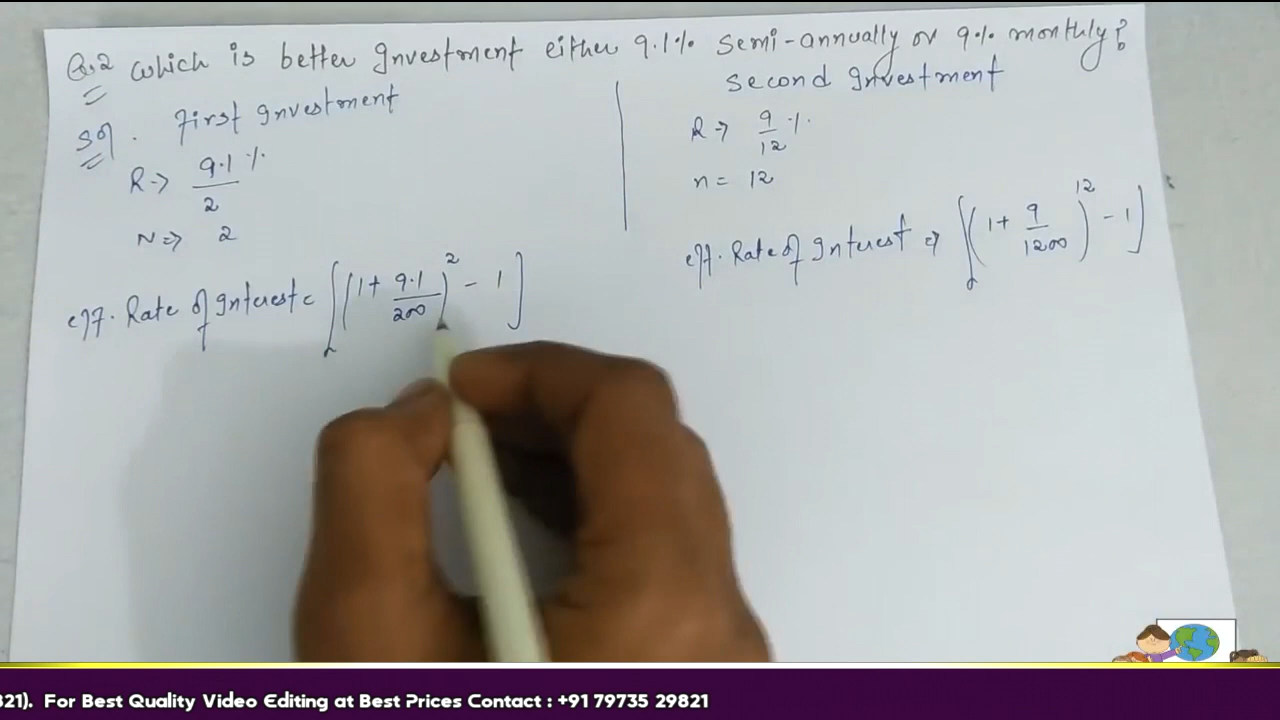 Q.2 which is better Investment either 9.1% semi-annually or 9% monthly?
Sol. First Investment
R → 9.1/2 %
N ⇒ 2
eff. Rate of Interest = [(1 + 9.1/200)^2 - 1]
Second Investment
R → 9/12 %
n = 12
eff. Rate of Interest ⇒ [(1 + 9/1200)^12 - 1]
821). For Best Quality Video Editing at Best Prices Contact : +91 79735 29821